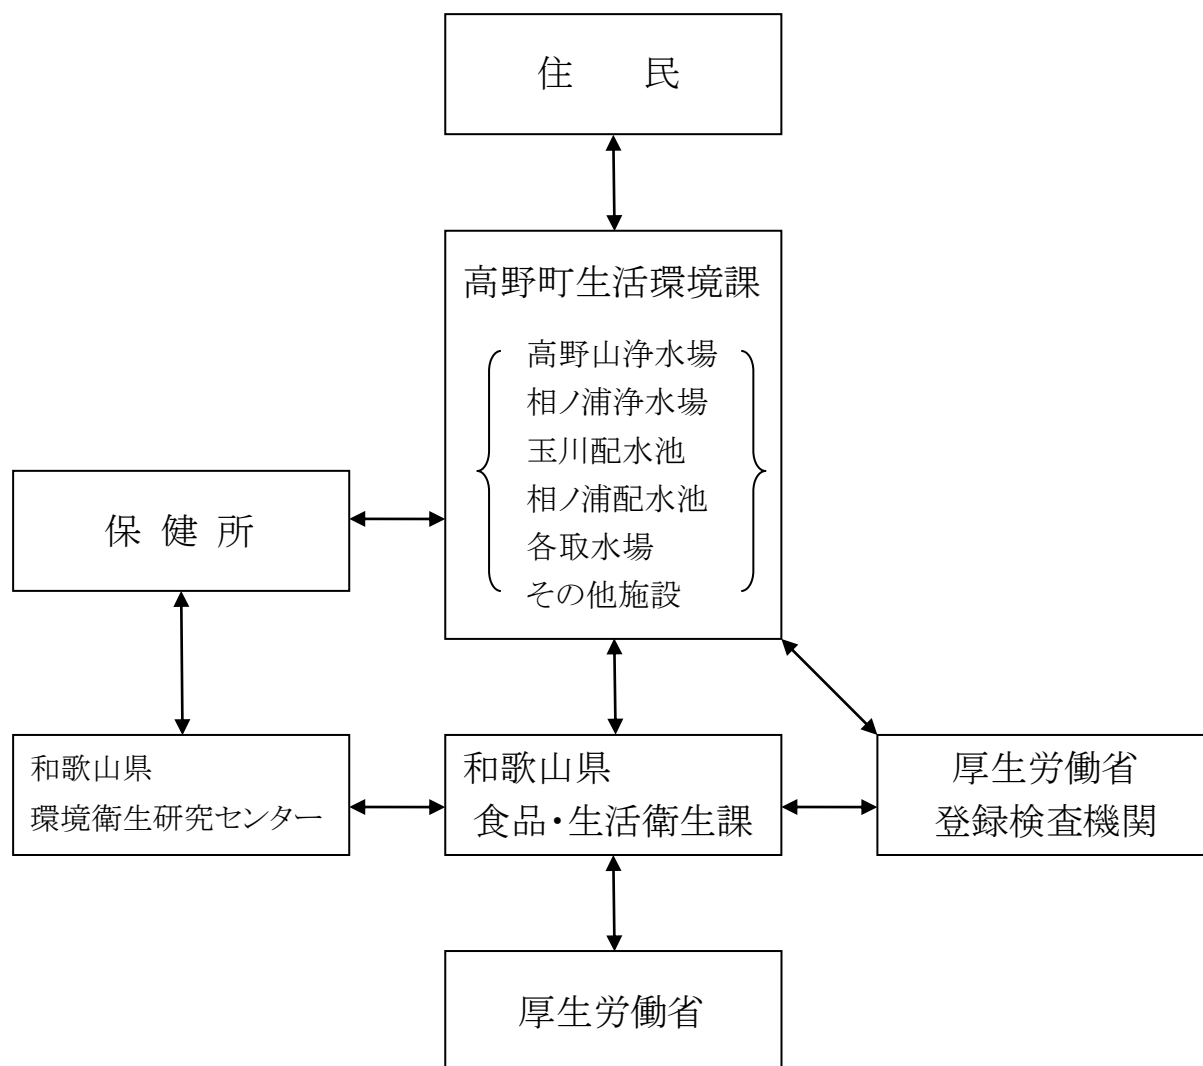 住　　民
高野町生活環境課
高野山浄水場
相ノ浦浄水場
玉川配水池
相ノ浦配水池
各取水場
その他施設
保 健 所
和歌山県
環境衛生研究センター
和歌山県
食品・生活衛生課
厚生労働省
登録検査機関
厚生労働省